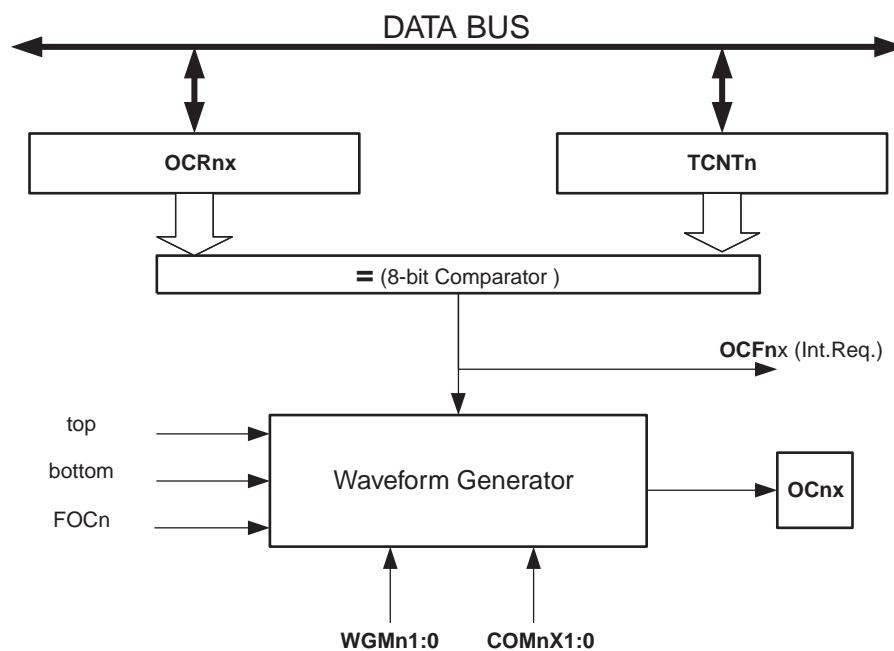 DATA BUS
OCRnx
TCNTn
= (8-bit Comparator )
OCFnx (Int.Req.)
top
bottom
FOCn
Waveform Generator
OCnx
WGMn1:0
COMnX1:0